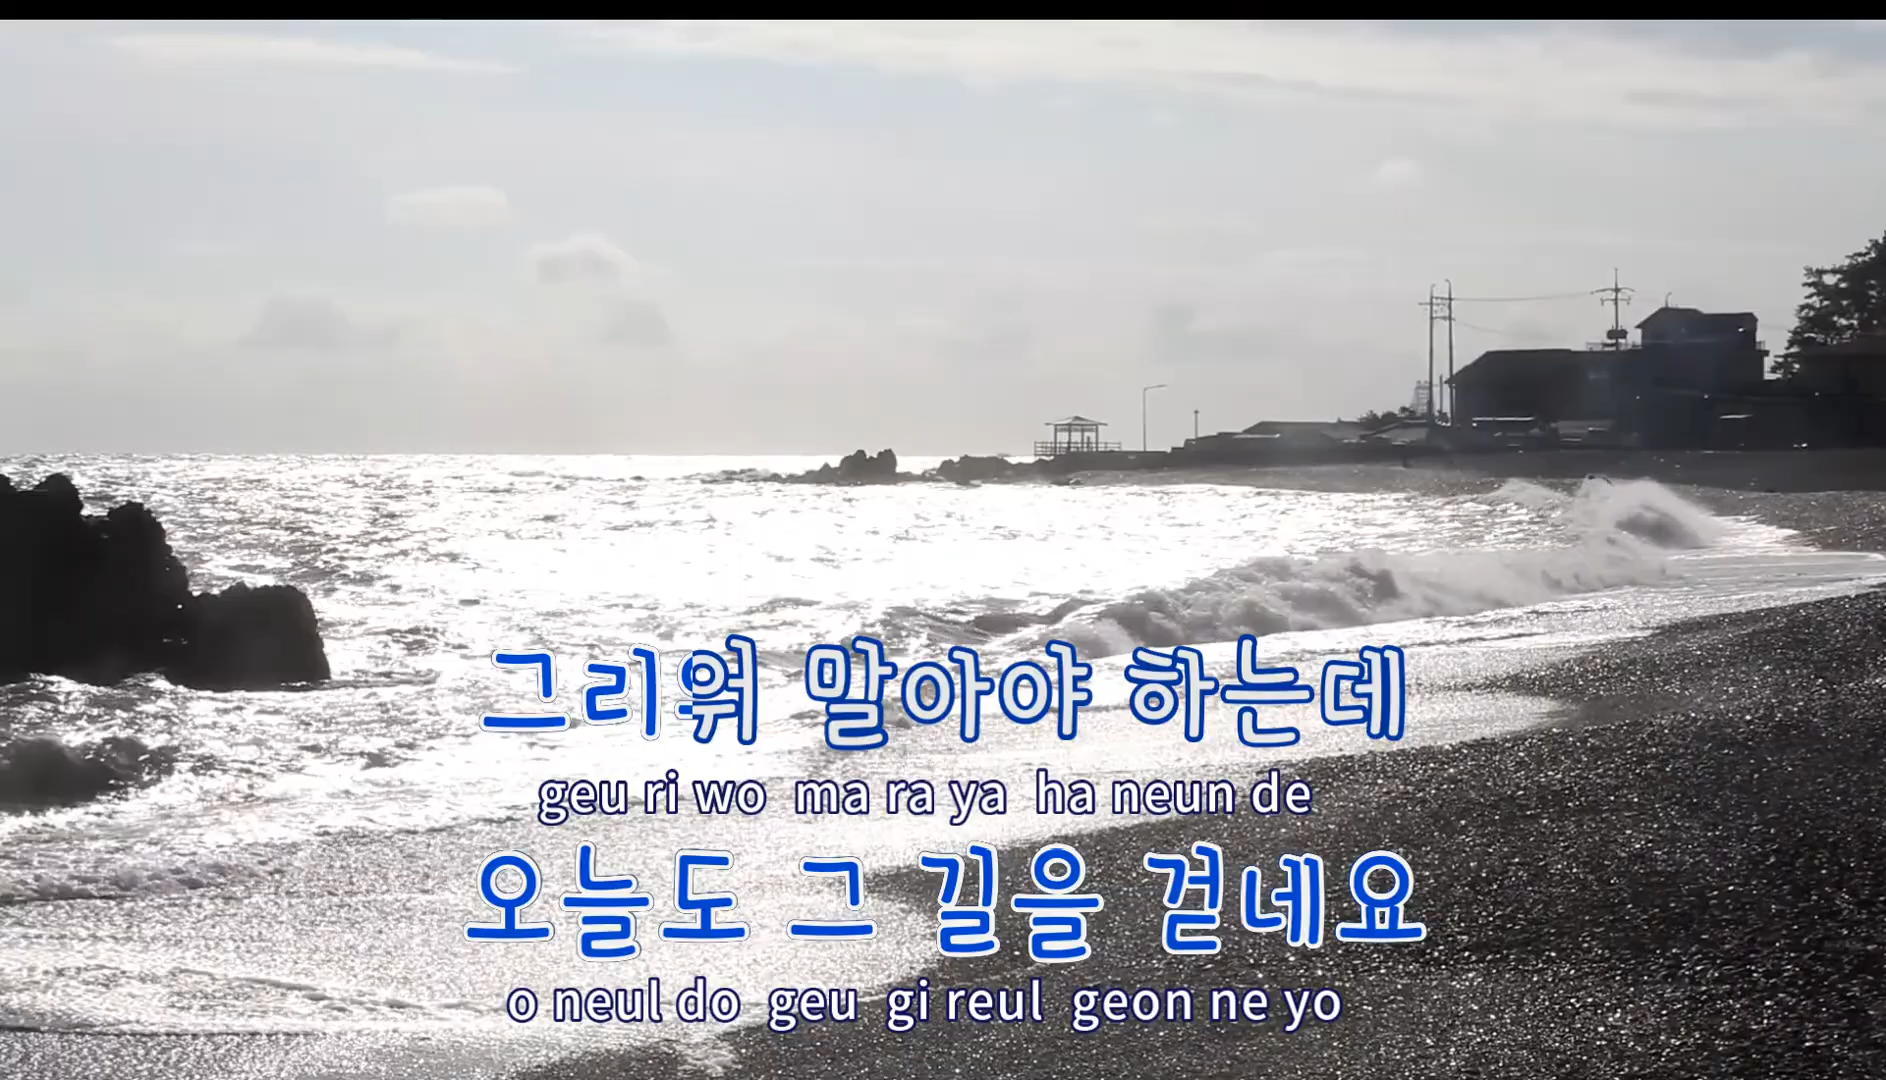 그리워 말아야 하는데
geu ri wo ma ra ya ha neun de
오늘도 그 길을 걷네요
o neul do geu gi reul geon ne yo